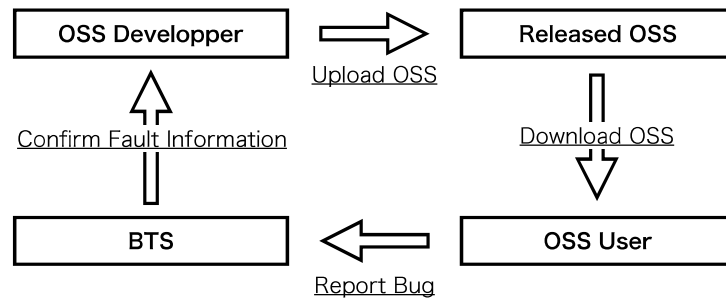 OSS Developper
Released OSS
Upload OSS
Confirm Fault Information
Download OSS
BTS
OSS User
Report Bug